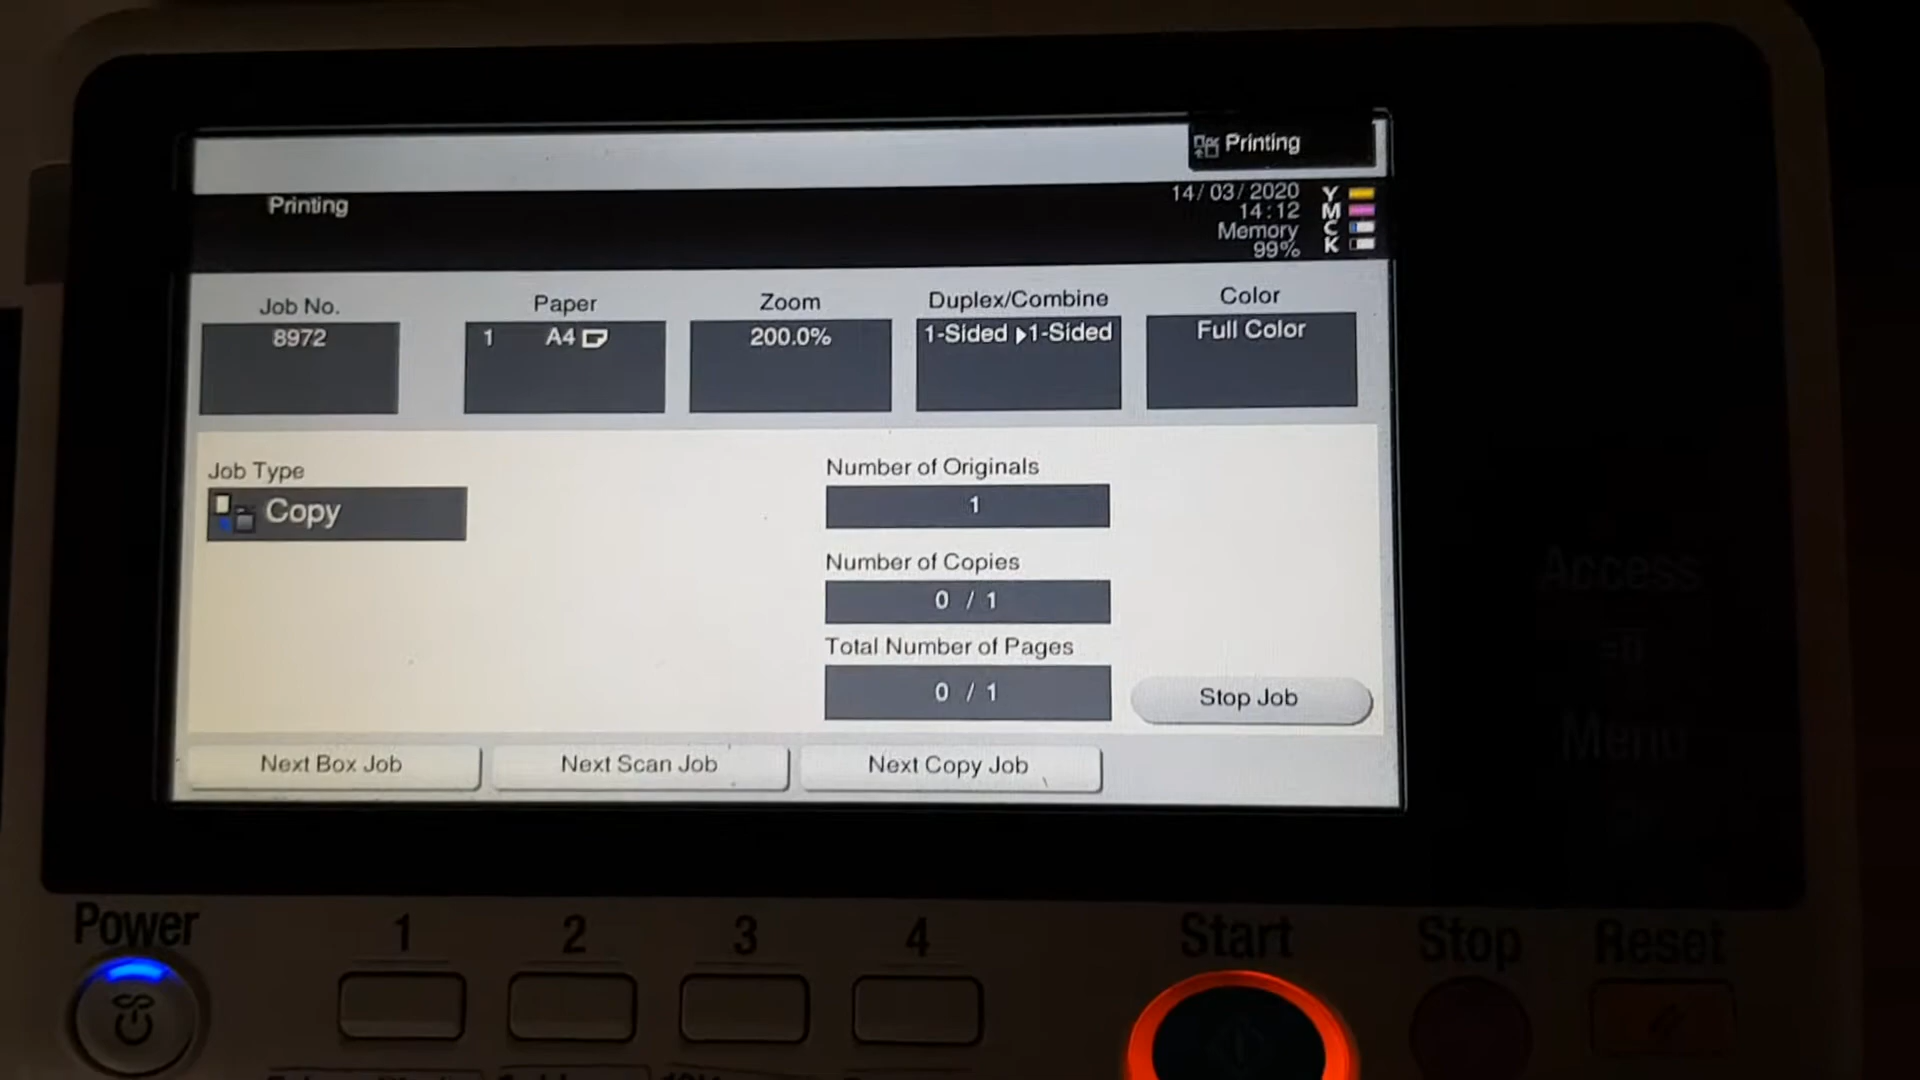 Printing
Printing
14/03/2020
14:12
Memory
99%
Y
M
C
K
Job No.
8972
Paper
1 A4
Zoom
200.0%
Duplex/Combine
1-Sided ▶1-Sided
Color
Full Color
Job Type
Copy
Number of Originals
1
Number of Copies
0 / 1
Total Number of Pages
0 / 1
Stop Job
Next Box Job
Next Scan Job
Next Copy Job
Access
Menu
Power
1
2
3
4
Start
Stop
Reset